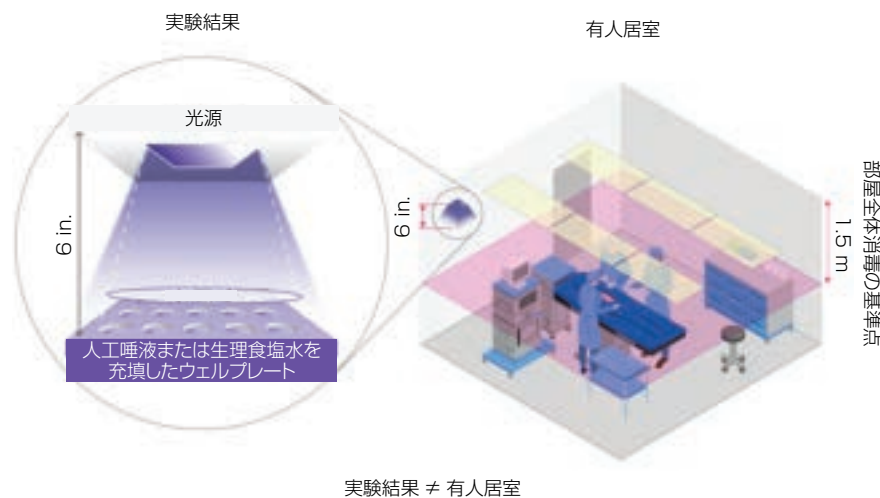 実験結果
有人居室
光源
6 in.
人工唾液または生理食塩水を
充填したウェルプレート
6 in.
1.5 m
部屋全体消毒の基準点
実験結果 ≠ 有人居室